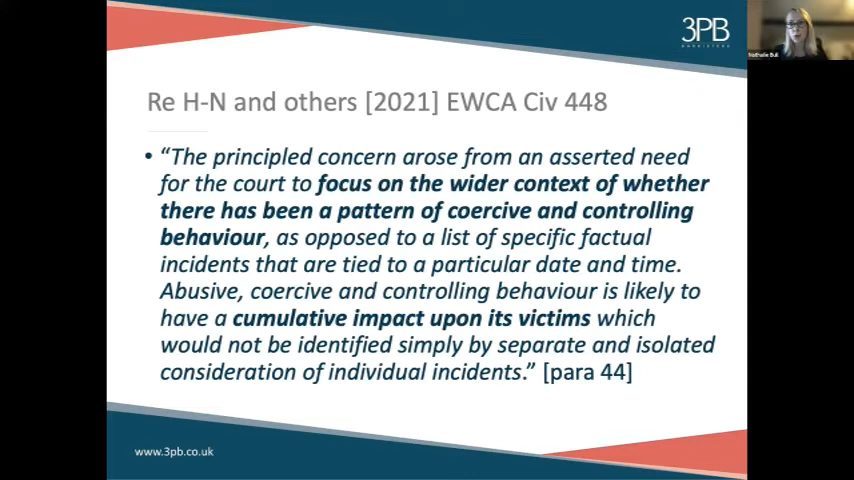 3PB
BARRISTERS
Nathalie Bull
Re H-N and others [2021] EWCA Civ 448
• “The principled concern arose from an asserted need
for the court to focus on the wider context of whether
there has been a pattern of coercive and controlling
behaviour, as opposed to a list of specific factual
incidents that are tied to a particular date and time.
Abusive, coercive and controlling behaviour is likely to
have a cumulative impact upon its victims which
would not be identified simply by separate and isolated
consideration of individual incidents.” [para 44]
www.3pb.co.uk